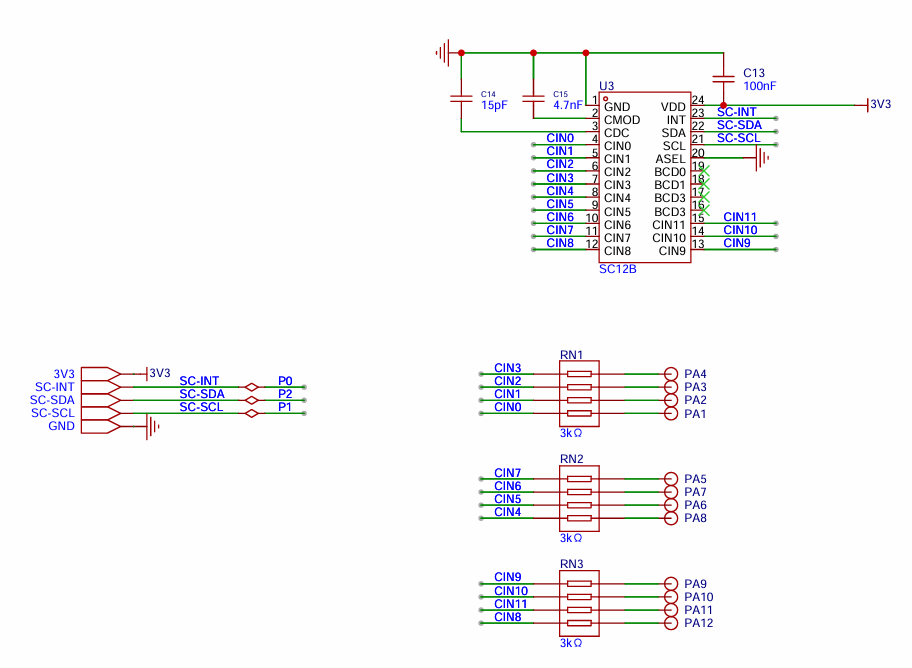 C13
100nF
C14
15pF
C15
4.7nF
U3
3V3
1 GND VDD 24
2 CMOD INT 23 SC-INT
3 CDC SDA 22 SC-SDA
CIN0 4 CIN0 SCL 21 SC-SCL
CIN1 5 CIN1 ASEL 20
CIN2 6 CIN2 BCD0 19
CIN3 7 CIN3 BCD1 18
CIN4 8 CIN4 BCD3 17
CIN5 9 CIN5 BCD3 16
CIN6 10 CIN6 CIN11 15 CIN11
CIN7 11 CIN7 CIN10 14 CIN10
CIN8 12 CIN8 CIN9 13 CIN9
SC12B
3V3 3V3
SC-INT SC-INT P0
SC-SDA SC-SDA P2
SC-SCL SC-SCL P1
GND
RN1
CIN3 PA4
CIN2 PA3
CIN1 PA2
CIN0 PA1
3kΩ
RN2
CIN7 PA5
CIN6 PA7
CIN5 PA6
CIN4 PA8
3kΩ
RN3
CIN9 PA9
CIN10 PA10
CIN11 PA11
CIN8 PA12
3kΩ